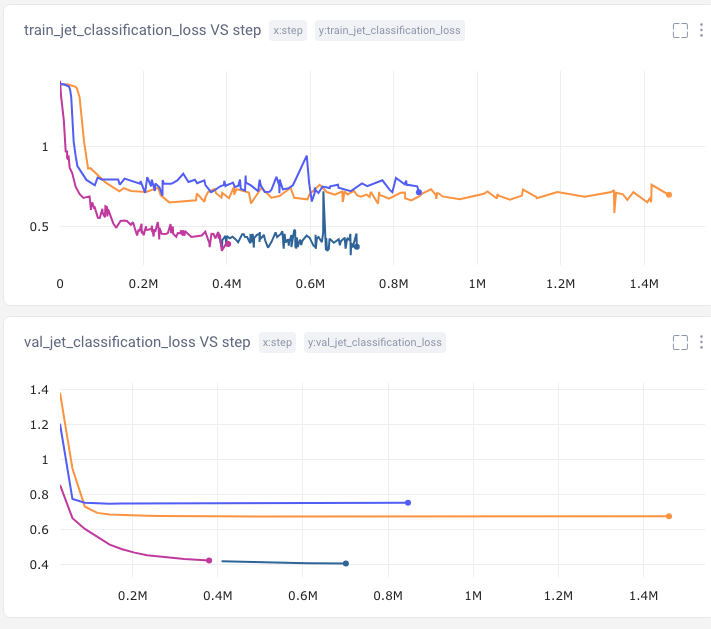 train_jet_classification_loss VS step x:step y:train_jet_classification_loss
1
0.5
0 0.2M 0.4M 0.6M 0.8M 1M 1.2M 1.4M
val_jet_classification_loss VS step x:step y:val_jet_classification_loss
1.4
1.2
1
0.8
0.6
0.4
0.2M 0.4M 0.6M 0.8M 1M 1.2M 1.4M